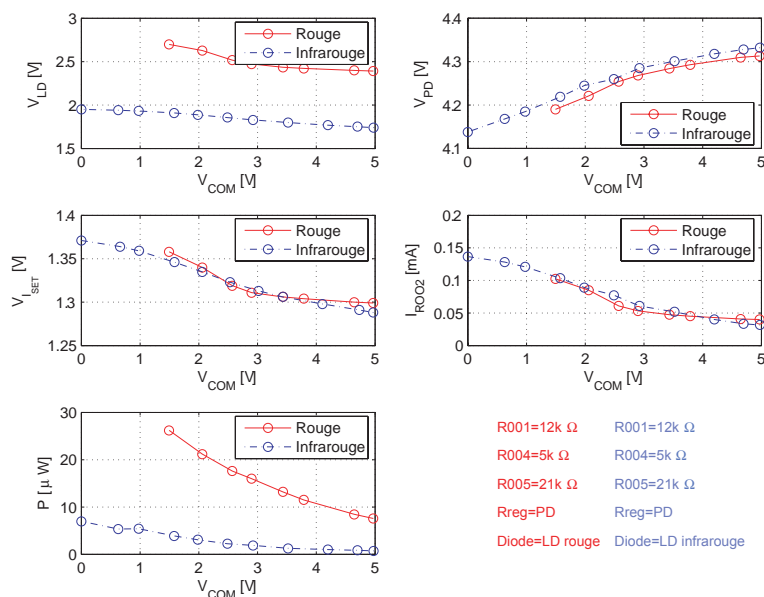 3
2.5
2
1.5
V_LD [V]
0 1 2 3 4 5
V_COM [V]
Rouge
Infrarouge
4.4
4.3
4.2
4.1
V_PD [V]
0 1 2 3 4 5
V_COM [V]
Rouge
Infrarouge
1.4
1.35
1.3
1.25
V_I_SET [V]
0 1 2 3 4 5
V_COM [V]
Rouge
Infrarouge
0.2
0.15
0.1
0.05
0
I_ROO2 [mA]
0 1 2 3 4 5
V_COM [V]
Rouge
Infrarouge
30
20
10
0
P [μ W]
0 1 2 3 4 5
V_COM [V]
Rouge
Infrarouge
R001=12k Ω R001=12k Ω
R004=5k Ω R004=5k Ω
R005=21k Ω R005=21k Ω
Rreg=PD Rreg=PD
Diode=LD rouge Diode=LD infrarouge